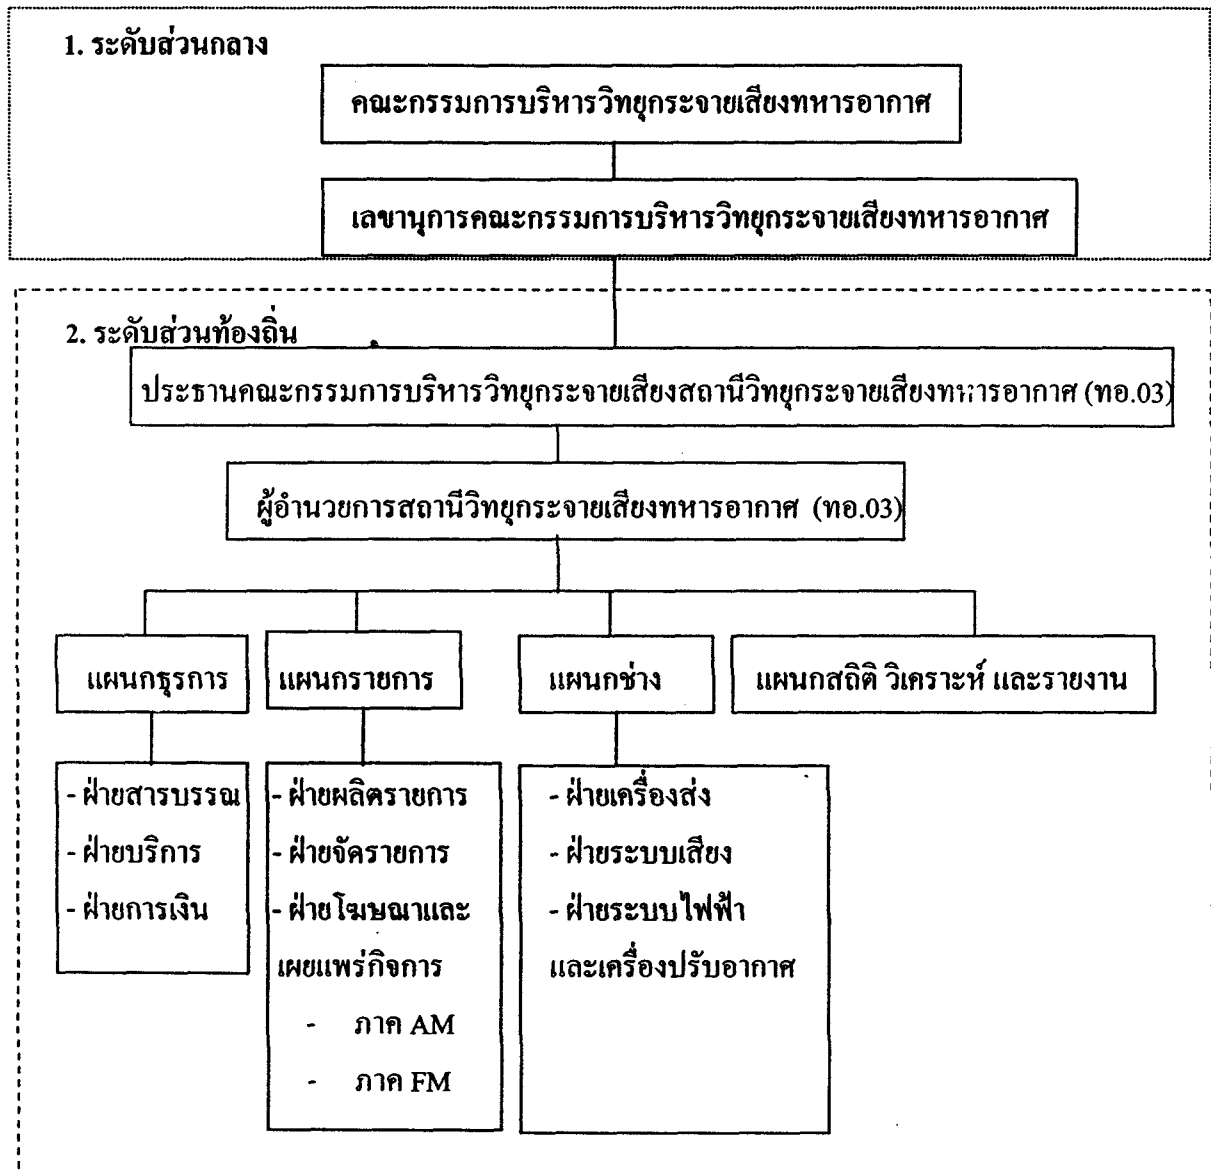 1. ระดับส่วนกลาง
คณะกรรมการบริหารวิทยุกระจายเสียงทหารอากาศ
เลขานุการคณะกรรมการบริหารวิทยุกระจายเสียงทหารอากาศ
2. ระดับส่วนท้องถิ่น
ประธานคณะกรรมการบริหารวิทยุกระจายเสียงสถานีวิทยุกระจายเสียงทหารอากาศ (ทอ.03)
ผู้อำนวยการสถานีวิทยุกระจายเสียงทหารอากาศ (ทอ.03)
แผนกธุรการ
แผนกรายการ
แผนกช่าง
แผนกสถิติ วิเคราะห์ และรายงาน
- ฝ่ายสารบรรณ
- ฝ่ายบริการ
- ฝ่ายการเงิน
- ฝ่ายผลิตรายการ
- ฝ่ายจัดรายการ
- ฝ่ายโฆษณาและ
เผยแพร่กิจการ
- ภาค AM
- ภาค FM
- ฝ่ายเครื่องส่ง
- ฝ่ายระบบเสียง
- ฝ่ายระบบไฟฟ้า
และเครื่องปรับอากาศ